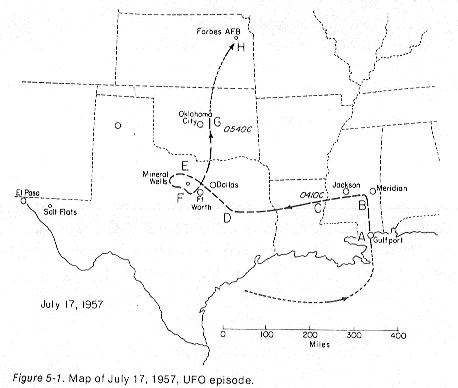 Forbes AFB
H
Oklahoma
City
G
0540C
E
Mineral
Wells
F
Dallas
Ft
Worth
El Paso
Salt Flats
D
0410C
C
Jackson
B
Meridian
A
Gulfport
July 17, 1957
0 100 200 300 400
Miles
Figure 5-1. Map of July 17, 1957, UFO episode.